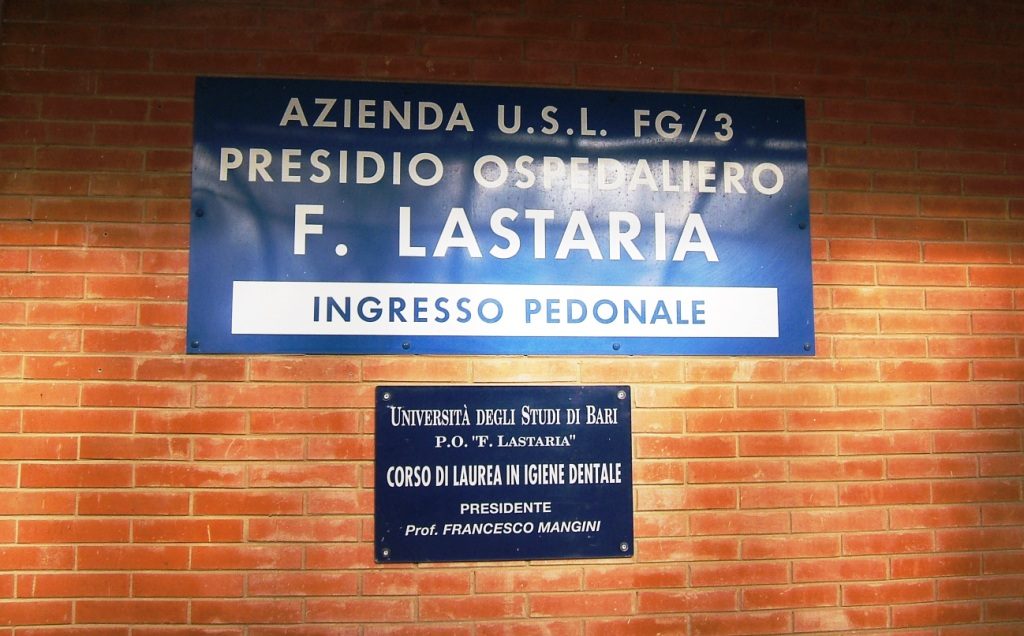 AZIENDA U.S.L. FG/3
PRESIDIO OSPEDALIERO
F. LASTARIA
INGRESSO PEDONALE
UNIVERSITÀ DEGLI STUDI DI BARI
P.O. "F. LASTARIA"
CORSO DI LAUREA IN IGIENE DENTALE
PRESIDENTE
Prof. FRANCESCO MANGINI